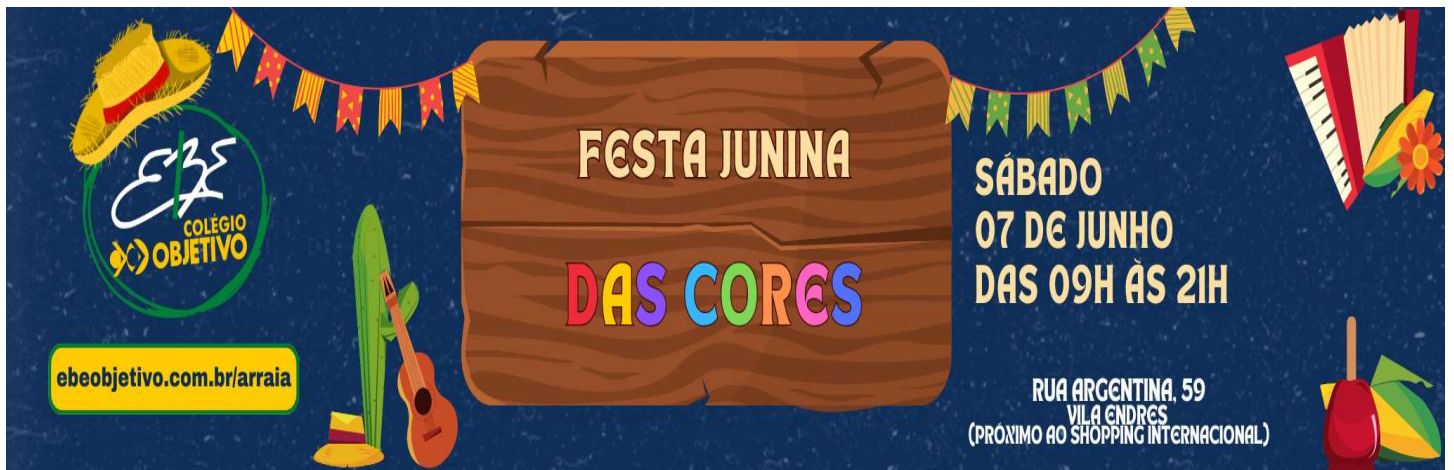 EBE
COLÉGIO
OBJETIVO
ebeobjetivo.com.br/arraia
FESTA JUNINA
DAS CORES
SÁBADO
07 DE JUNHO
DAS 09H ÀS 21H
RUA ARGENTINA, 59
VILA ENDRES
(PRÓXIMO AO SHOPPING INTERNACIONAL)